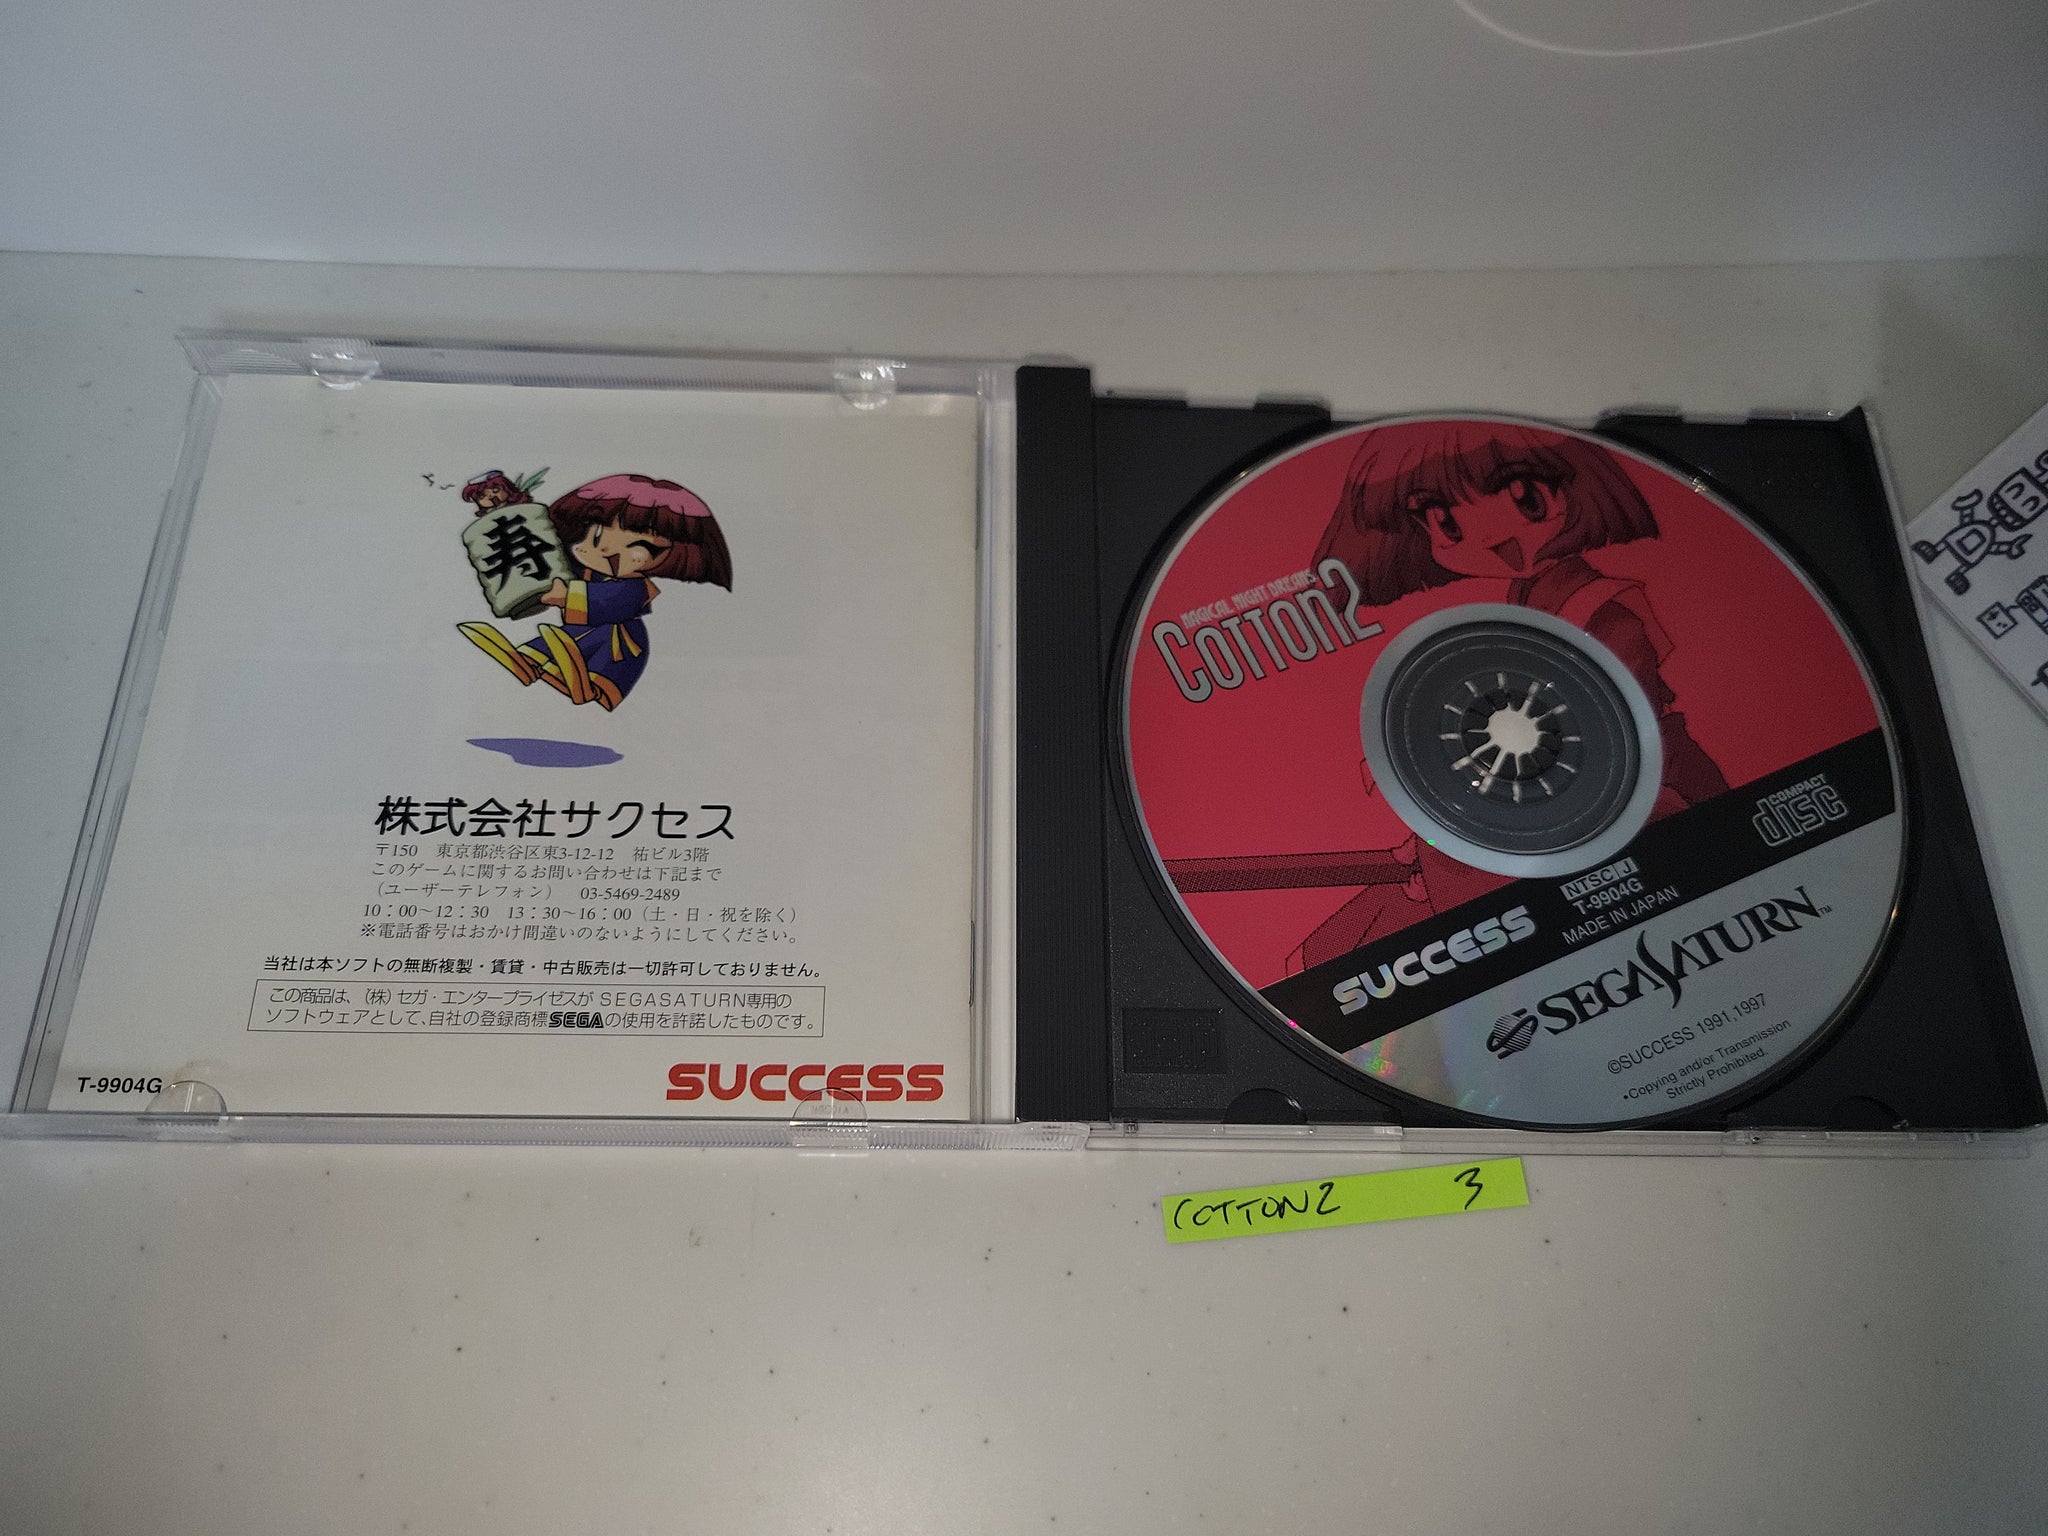 寿
株式会社サクセス
〒150 東京都渋谷区東3-12-12 祐ビル3階
このゲームに関するお問い合わせは下記まで
（ユーザーテレフォン） 03-5469-2489
10：00～12：30 13：30～16：00（土・日・祝を除く）
※電話番号はおかけ間違いのないようにしてください。
当社は本ソフトの無断複製・賃貸・中古販売は一切許可しておりません。
この商品は、（株）セガ・エンタープライゼスがSEGASATURN専用の
ソフトウェアとして、自社の登録商標SEGAの使用を許諾したものです。
T-9904G
SUCCESS
MAGICAL NIGHT DREAMS
COTTON2
COMPACT
disc
NTSC J
T-9904G
MADE IN JAPAN
SUCCESS
SEGA SATURN™
©SUCCESS 1991,1997
•Copying and/or Transmission
Strictly Prohibited.
COTTON2 3